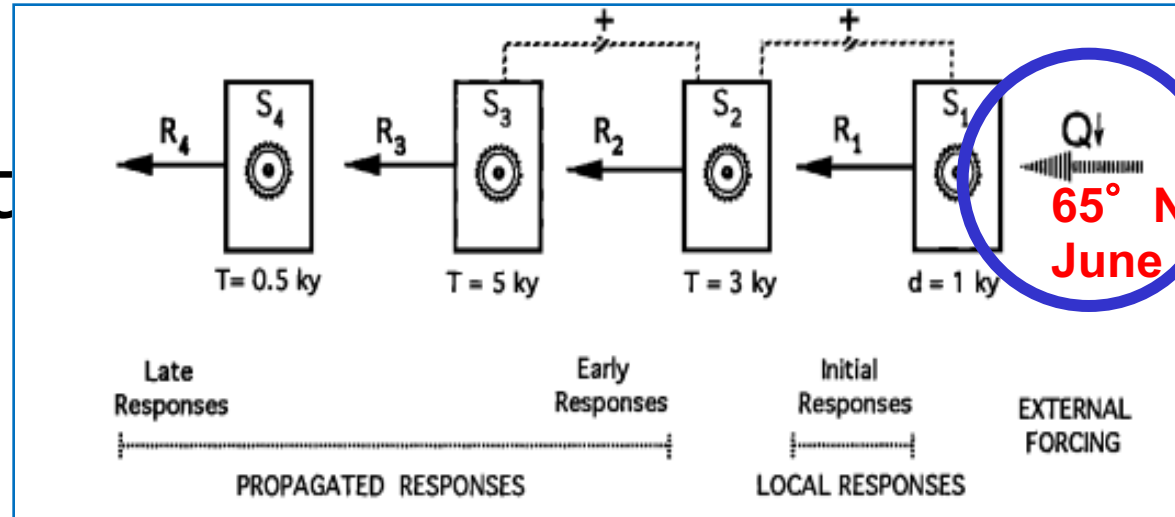 + +
S4 S3 S2 S1
R4 R3 R2 R1 Q↓
65° N
June
T= 0.5 ky T = 5 ky T = 3 ky d = 1 ky
Late Responses
Early Responses
Initial Responses
EXTERNAL FORCING
PROPAGATED RESPONSES LOCAL RESPONSES